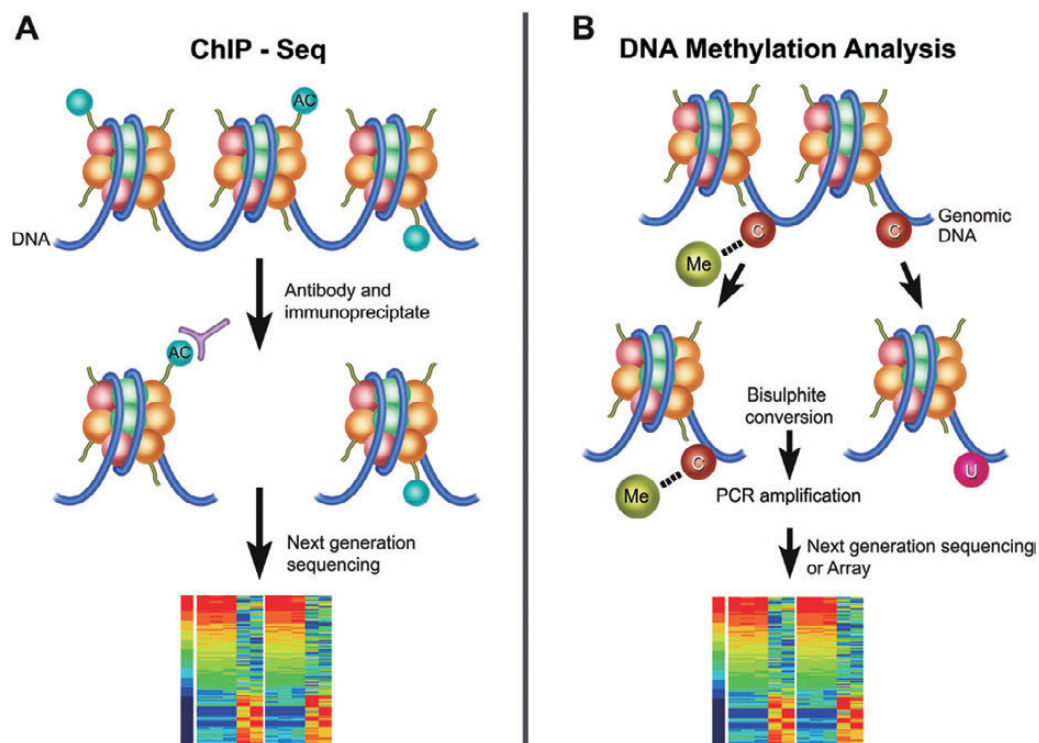 A
ChIP - Seq
AC
DNA
Antibody and
immunopreciptate
AC
Next generation
sequencing
B
DNA Methylation Analysis
C
C
Genomic
DNA
Me
Bisulphite
conversion
C
U
Me
PCR amplification
Next generation sequencing
or Array